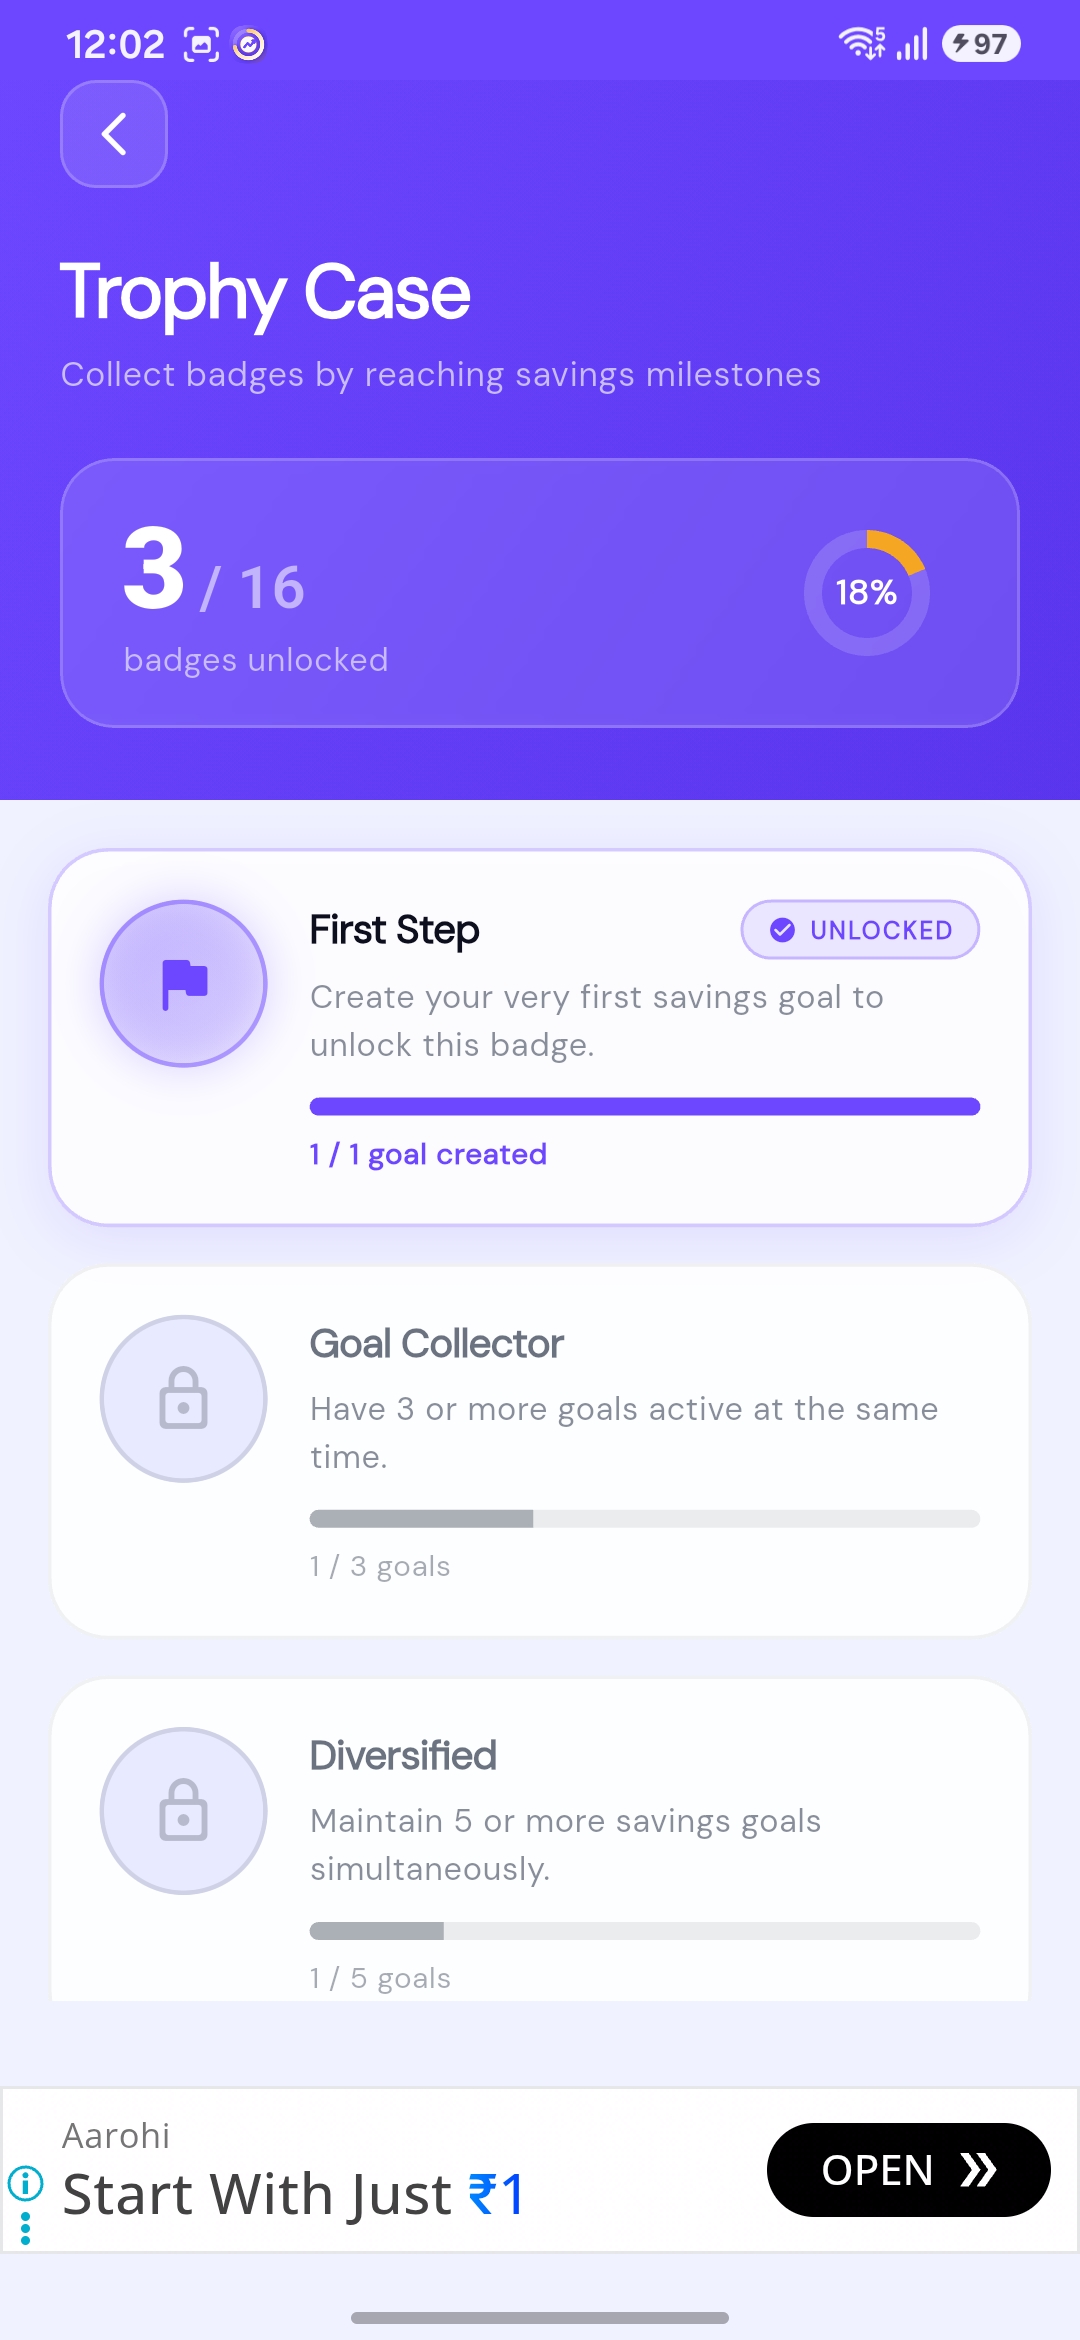 12:02
5
97
Trophy Case
Collect badges by reaching savings milestones
3 / 16
badges unlocked
18%
First Step
UNLOCKED
Create your very first savings goal to
unlock this badge.
1 / 1 goal created
Goal Collector
Have 3 or more goals active at the same
time.
1 / 3 goals
Diversified
Maintain 5 or more savings goals
simultaneously.
1 / 5 goals
Aarohi
Start With Just ₹1
OPEN